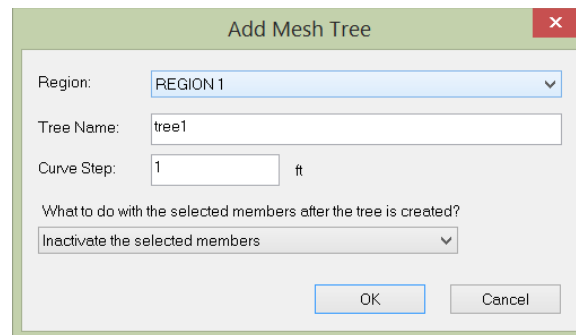 Add Mesh Tree
Region: REGION 1
Tree Name: tree1
Curve Step: 1 ft
What to do with the selected members after the tree is created?
Inactivate the selected members
OK Cancel